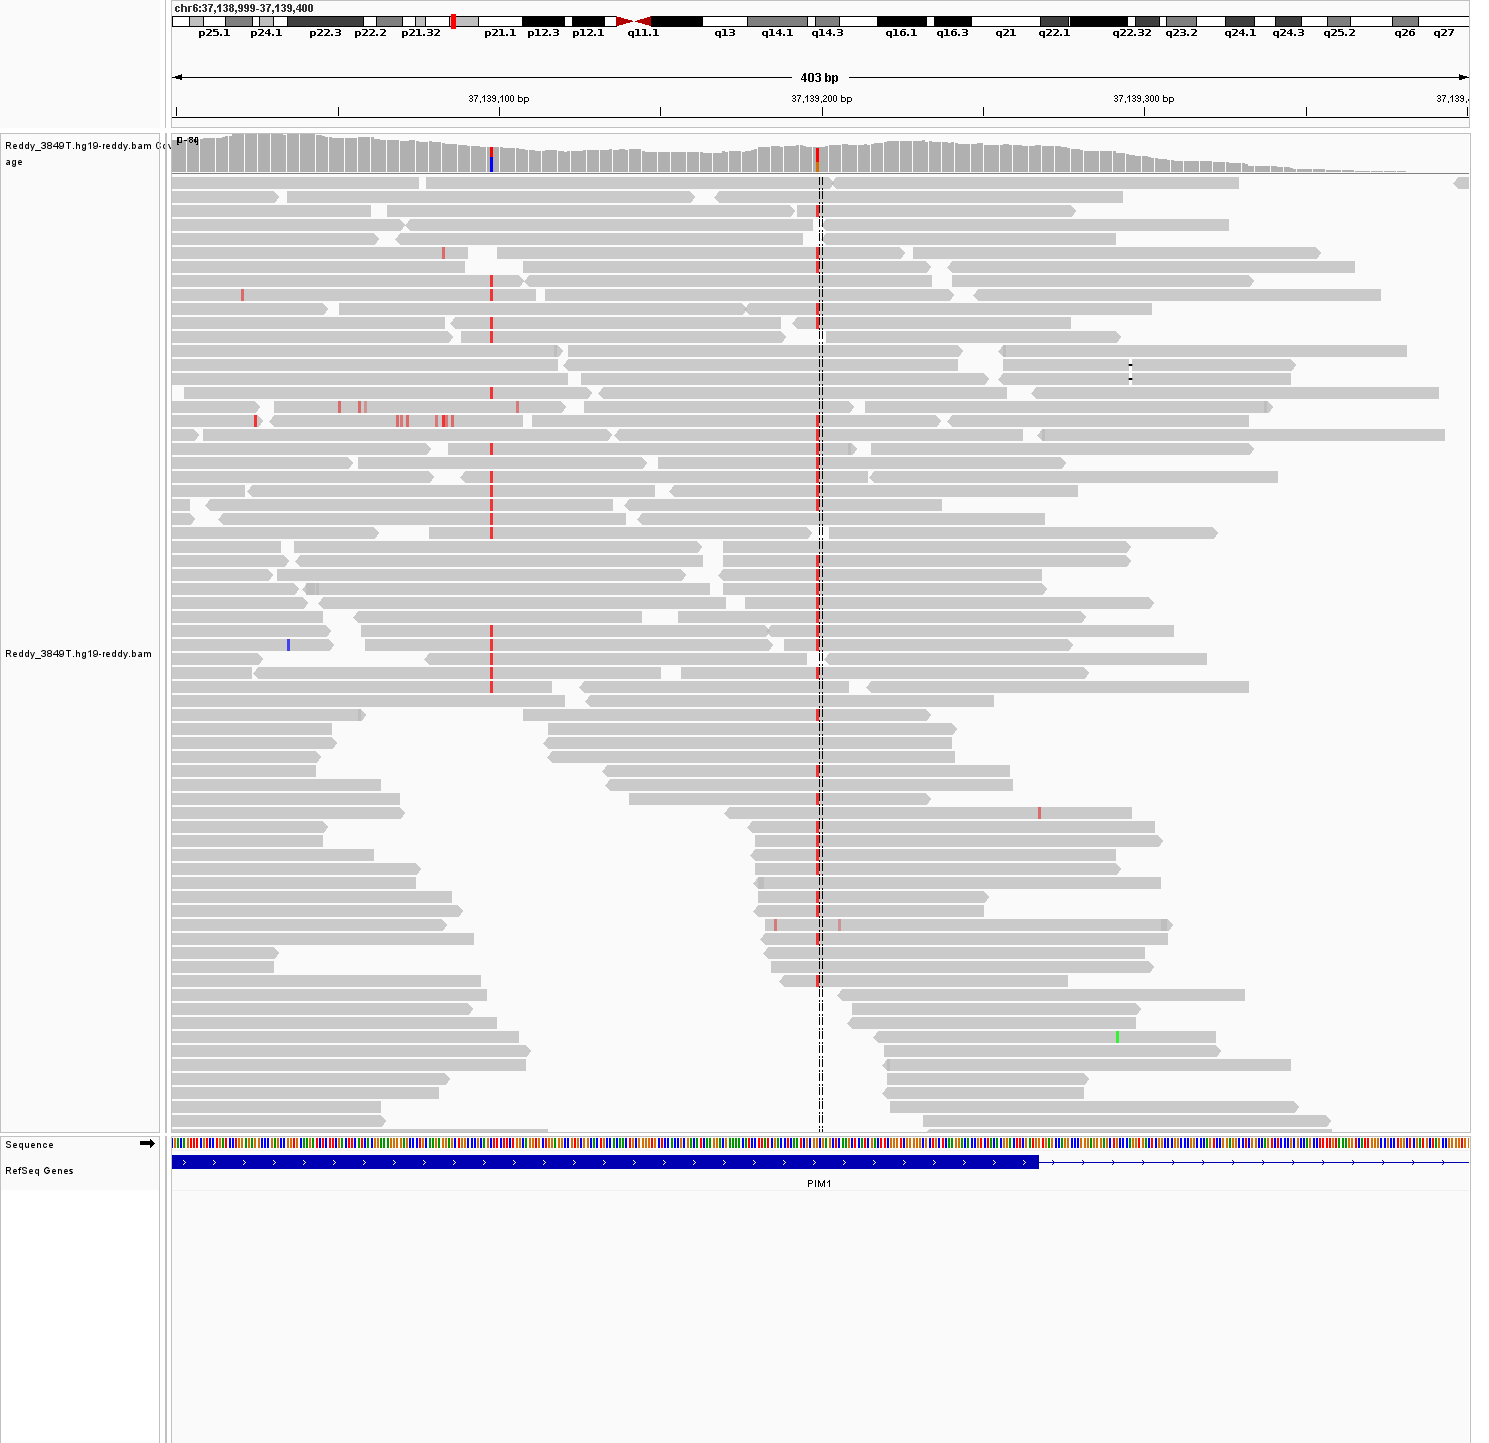 chr6:37,138,999-37,139,400
p25.1 p24.1 p22.3 p22.2 p21.32 p21.1 p12.3 p12.1 q11.1 q13 q14.1 q14.3 q16.1 q16.3 q21 q22.1 q22.32 q23.2 q24.1 q24.3 q25.2 q26 q27
403 bp
37,139,100 bp 37,139,200 bp 37,139,300 bp 37,139,
Reddy_3849T.hg19-reddy.bam Cov
age
Reddy_3849T.hg19-reddy.bam
Sequence
RefSeq Genes
PIM1